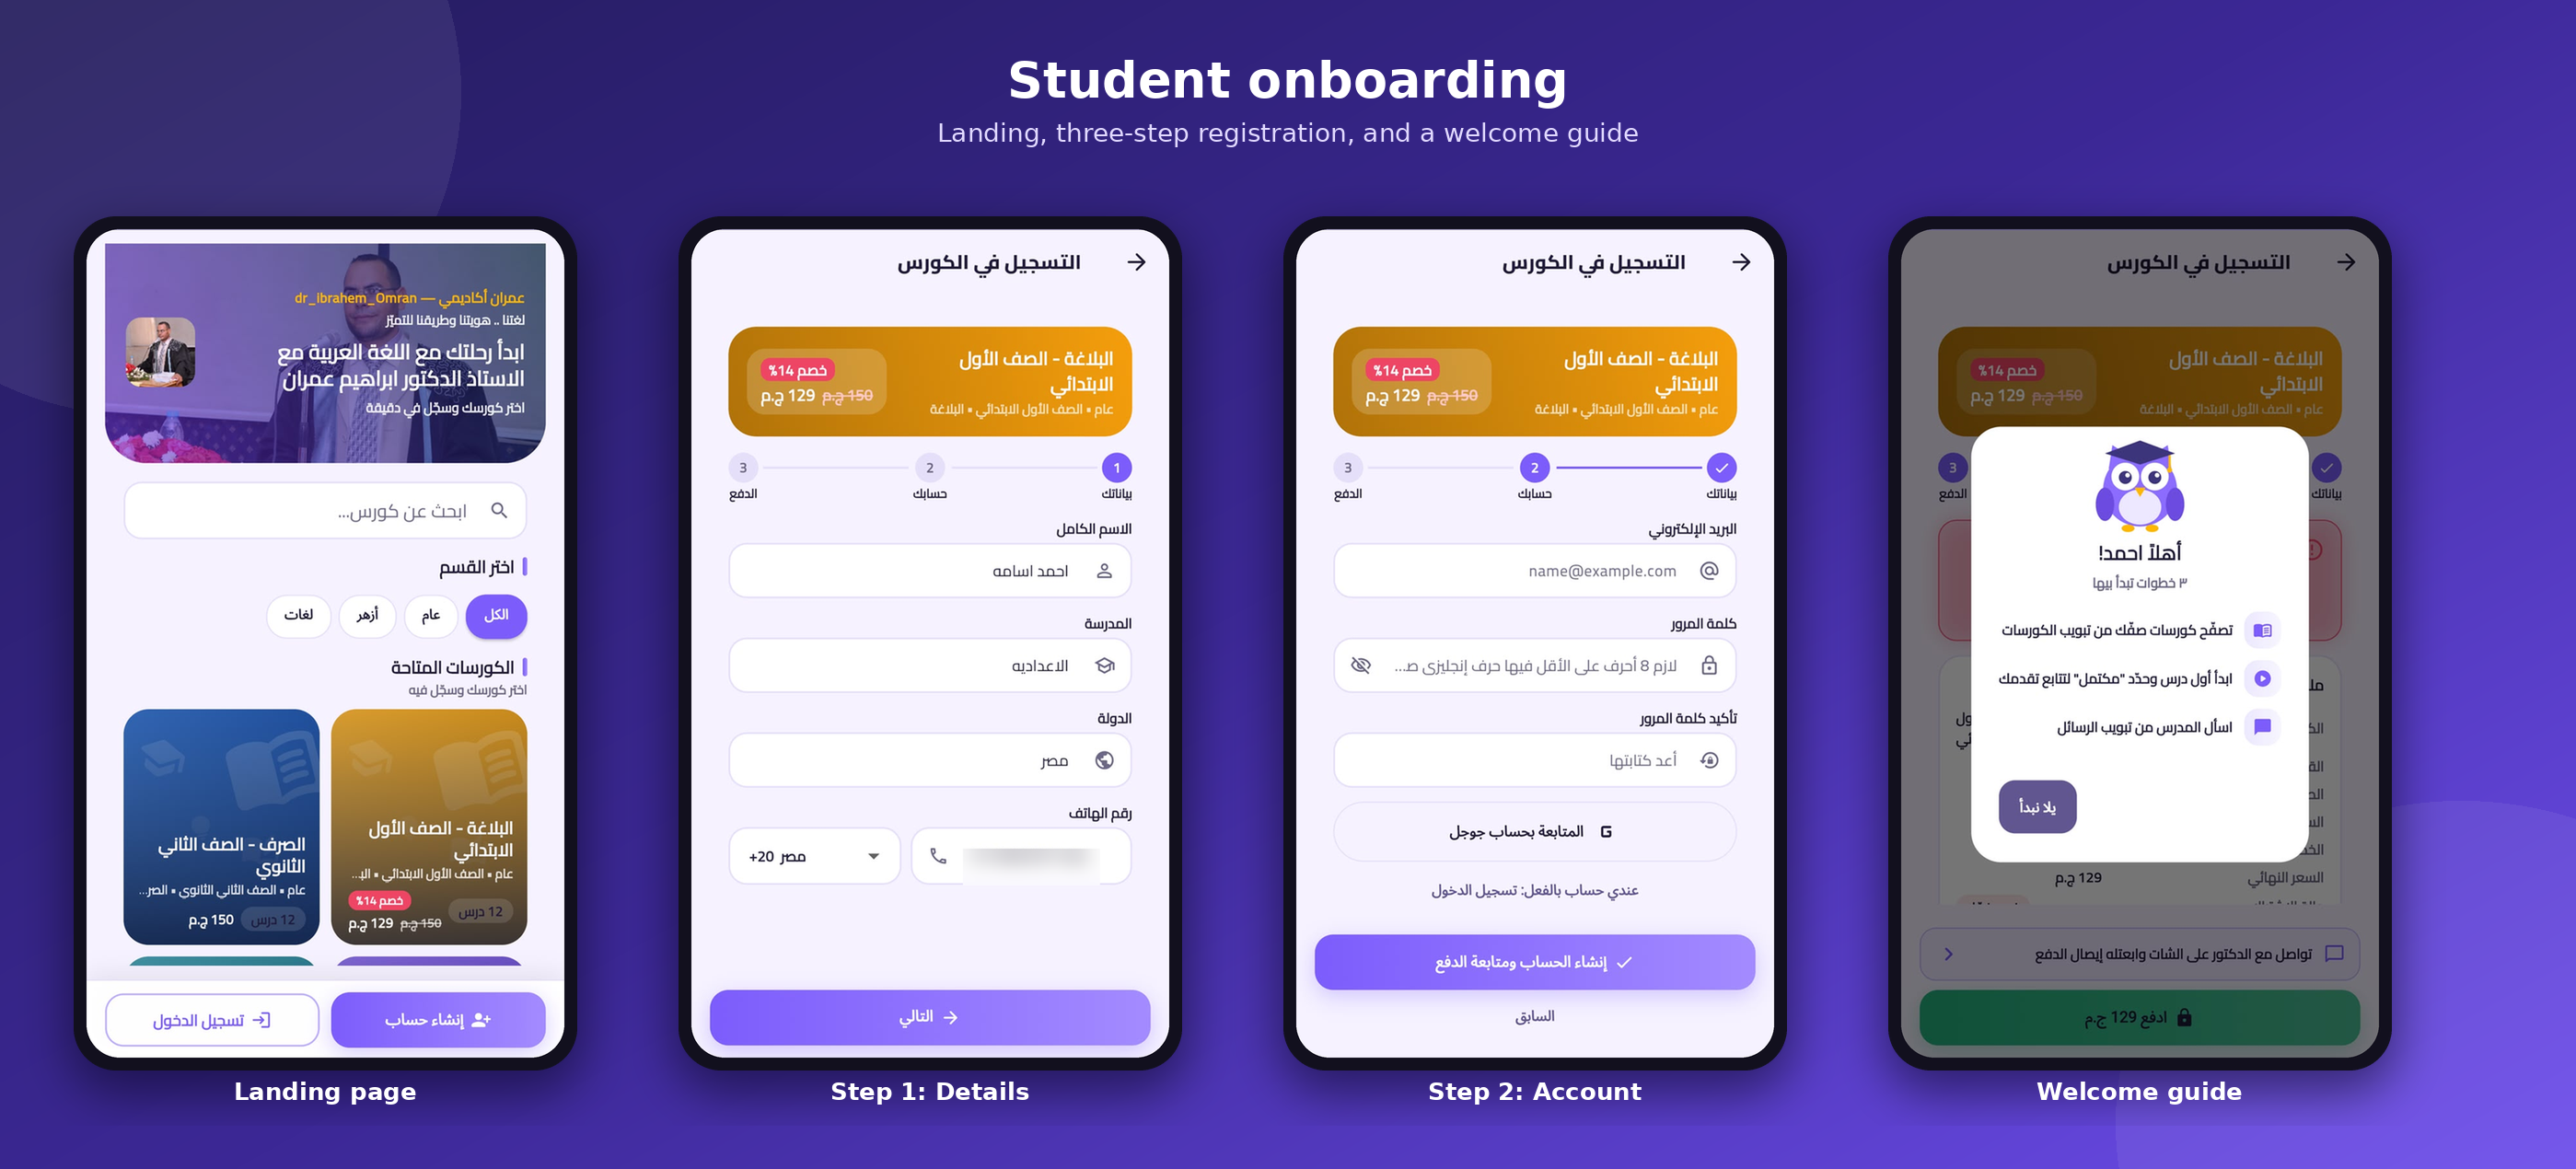 Student onboarding
Landing, three-step registration, and a welcome guide
عمران أكاديمي — dr_ibrahem_Omran
لغتنا .. هويتنا وطريقنا للتميّز
ابدأ رحلتك مع اللغة العربية مع
الاستاذ الدكتور ابراهيم عمران
اختر كورسك وسجّل في دقيقة
ابحث عن كورس...
اختر القسم
الكل
عام
أزهر
لغات
الكورسات المتاحة
اختر كورسك وسجّل فيه
البلاغة - الصف الأول
الابتدائي
عام • الصف الأول الابتدائي • الب...
خصم 14%
12 درس
150 ج.م 129 ج.م
الصرف - الصف الثاني
الثانوي
عام • الصف الثاني الثانوي • الصر...
12 درس
150 ج.م
إنشاء حساب
تسجيل الدخول
Landing page
التسجيل في الكورس
البلاغة - الصف الأول
الابتدائي
عام • الصف الأول الابتدائي • البلاغة
خصم 14%
150 ج.م 129 ج.م
1
2
3
بياناتك
حسابك
الدفع
الاسم الكامل
احمد اسامه
المدرسة
الاعداديه
الدولة
مصر
رقم الهاتف
مصر +20
التالي
Step 1: Details
التسجيل في الكورس
البلاغة - الصف الأول
الابتدائي
عام • الصف الأول الابتدائي • البلاغة
خصم 14%
150 ج.م 129 ج.م
2
3
بياناتك
حسابك
الدفع
البريد الإلكتروني
name@example.com
كلمة المرور
لازم 8 أحرف على الأقل فيها حرف إنجليزي ص...
تأكيد كلمة المرور
أعد كتابتها
المتابعة بحساب جوجل
عندي حساب بالفعل: تسجيل الدخول
إنشاء الحساب ومتابعة الدفع
السابق
Step 2: Account
التسجيل في الكورس
البلاغة - الصف الأول
الابتدائي
عام • الصف الأول الابتدائي • البلاغة
خصم 14%
150 ج.م 129 ج.م
3
بياناتك
الدفع
أهلاً احمد!
٣ خطوات تبدأ بيها
تصفّح كورسات صفّك من تبويب الكورسات
ابدأ أول درس وحدّد "مكتمل" لتتابع تقدمك
اسأل المدرس من تبويب الرسائل
يلا نبدأ
السعر النهائي
129 ج.م
تواصل مع الدكتور على الشات وابعتله إيصال الدفع
ادفع 129 ج.م
Welcome guide